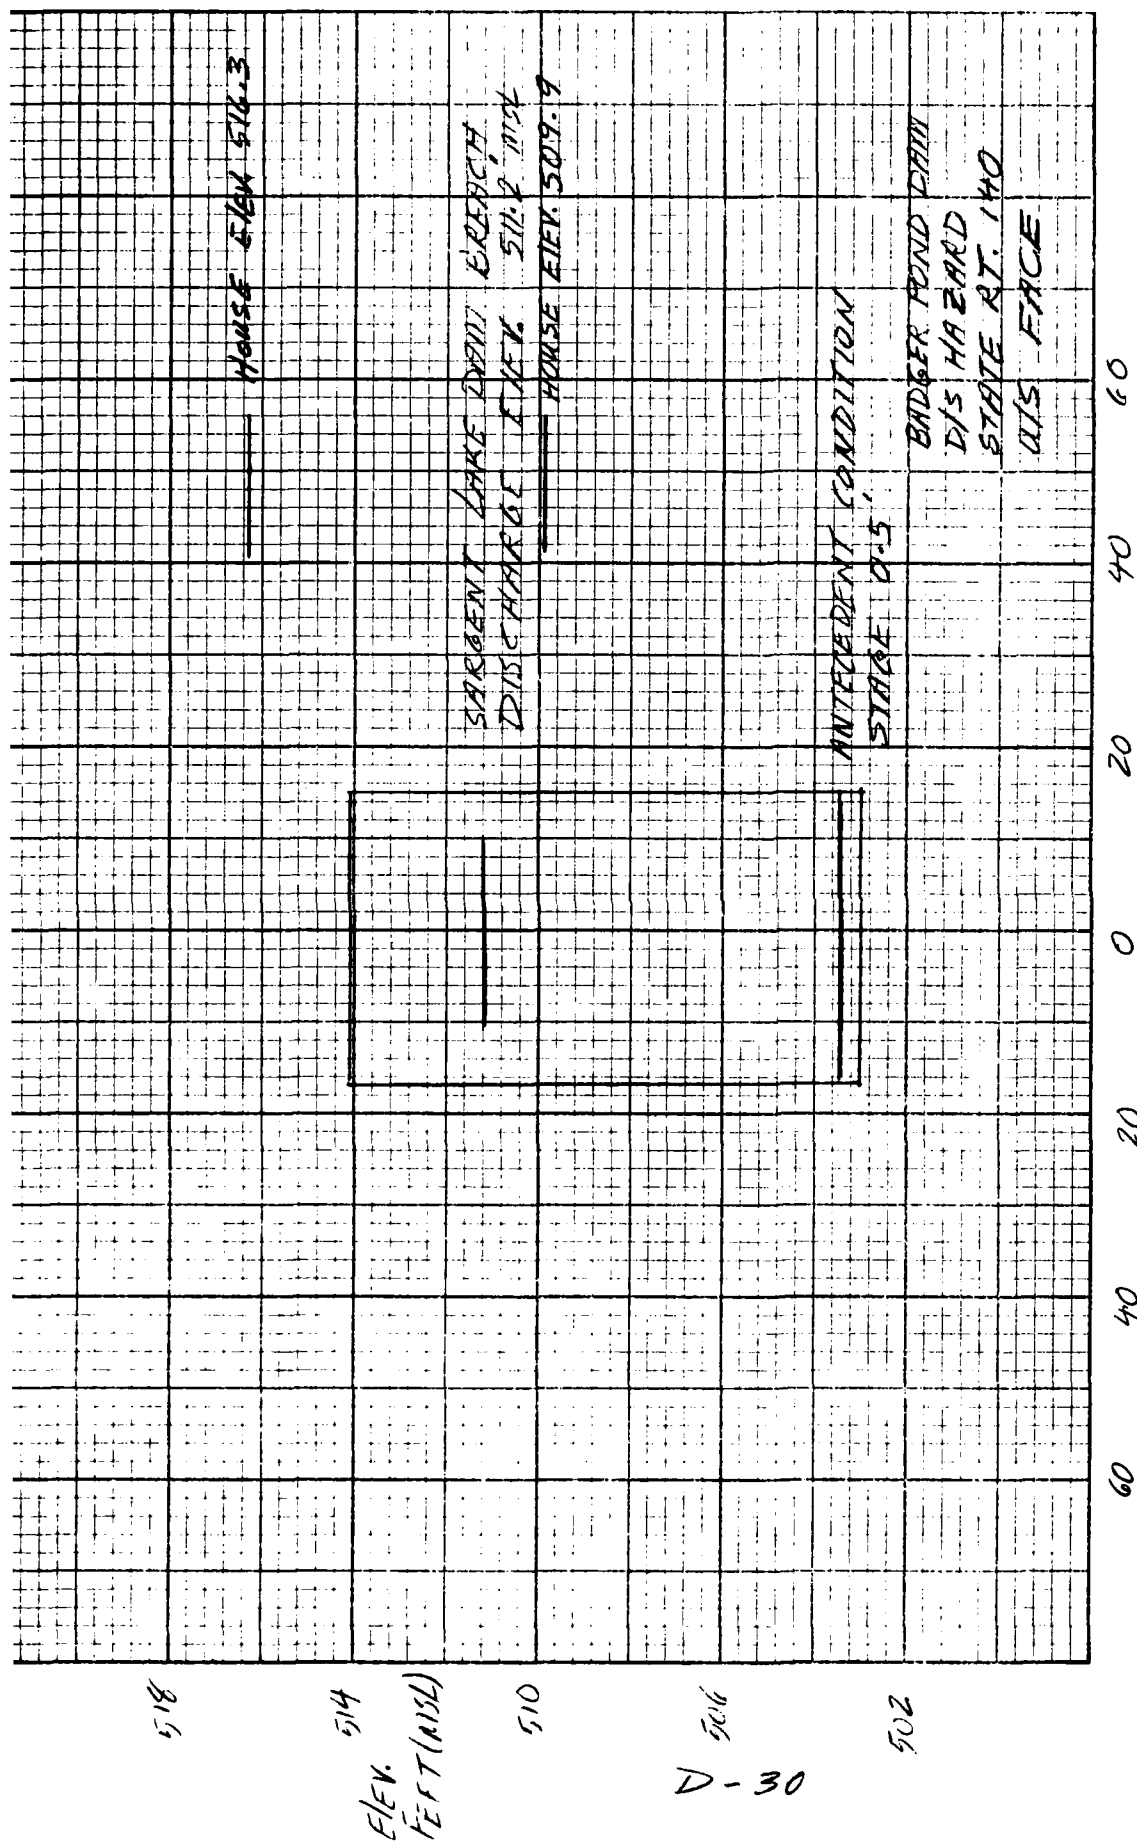 HOUSE ELEV 516.3
SARGENT LAKE DAM BREACH
DISCHARGE ELEV. 511.2' MSL
HOUSE ELEV. 509.9
ANTECEDENT CONDITION
STAGE 0.5'
BADGER POND DAM
D/S HAZARD
STATE RT. 140
U/S FACE
ELEV.
FEET (MSL)
518
514
510
506
502
60
40
20
0
20
40
60
D-30